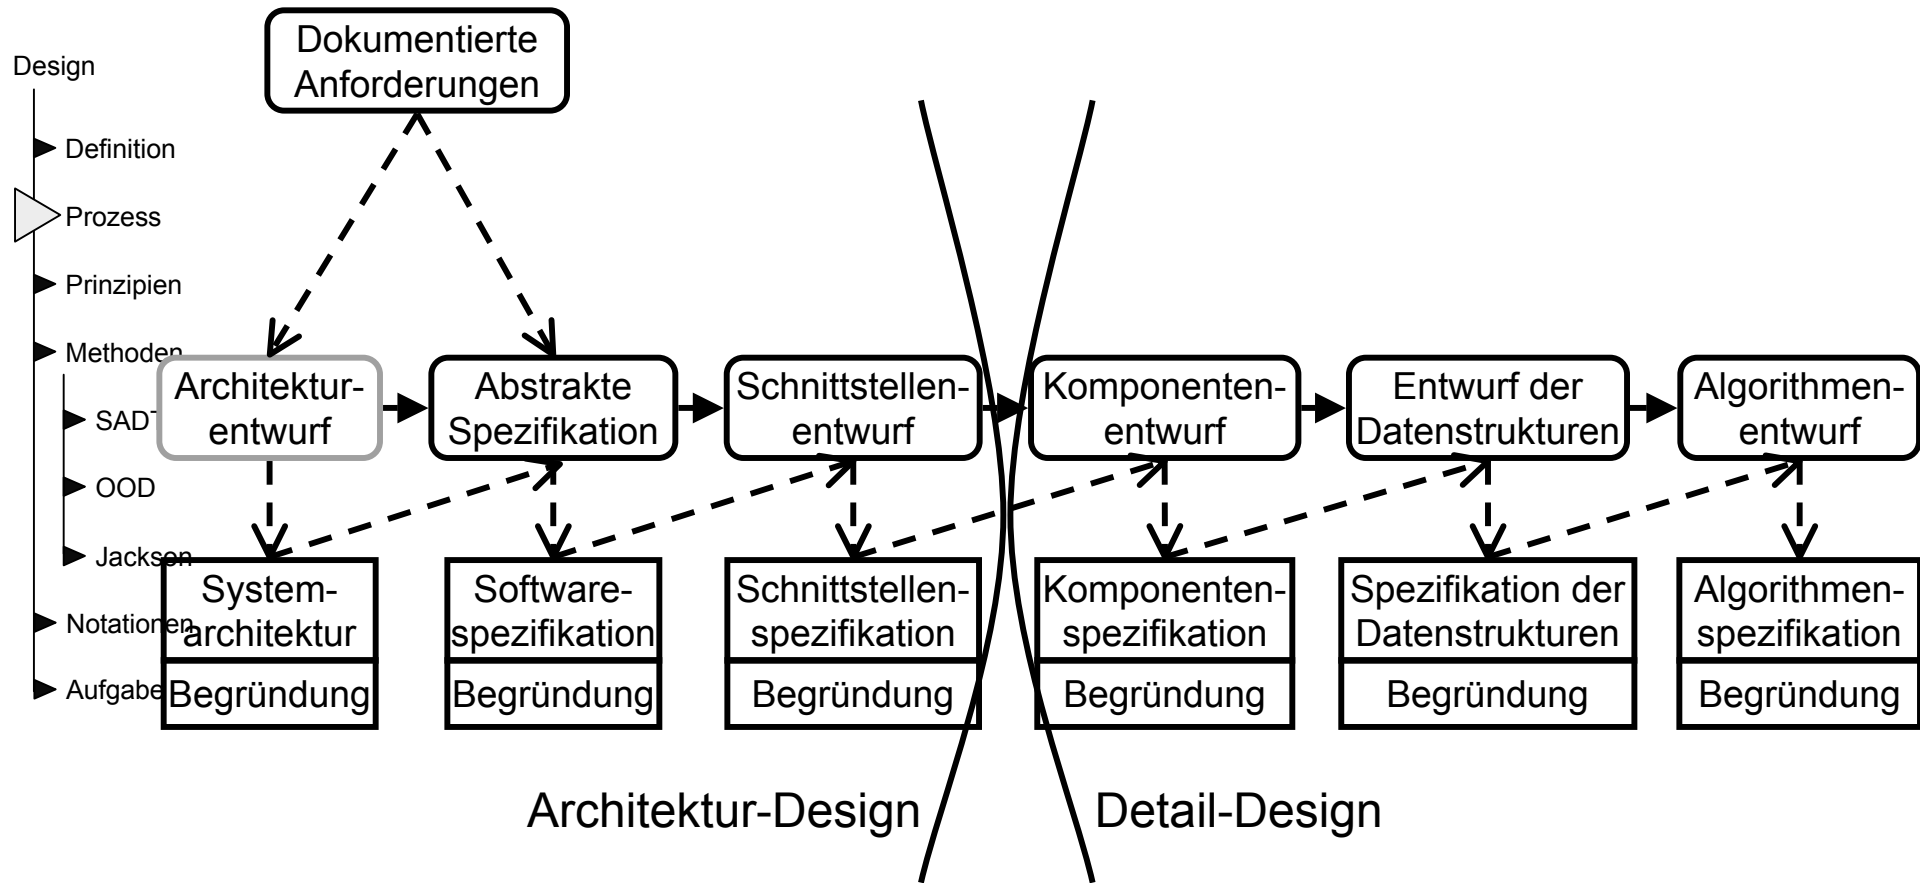 Design
Definition
Prozess
Prinzipien
Methoden
SADT
OOD
Jackson
Notationen
Aufgabe
Dokumentierte
Anforderungen
Architektur-
entwurf
Abstrakte
Spezifikation
Schnittstellen-
entwurf
Komponenten-
entwurf
Entwurf der
Datenstrukturen
Algorithmen-
entwurf
System-
architektur
Begründung
Software-
spezifikation
Begründung
Schnittstellen-
spezifikation
Begründung
Komponenten-
spezifikation
Begründung
Spezifikation der
Datenstrukturen
Begründung
Algorithmen-
spezifikation
Begründung
Architektur-Design
Detail-Design